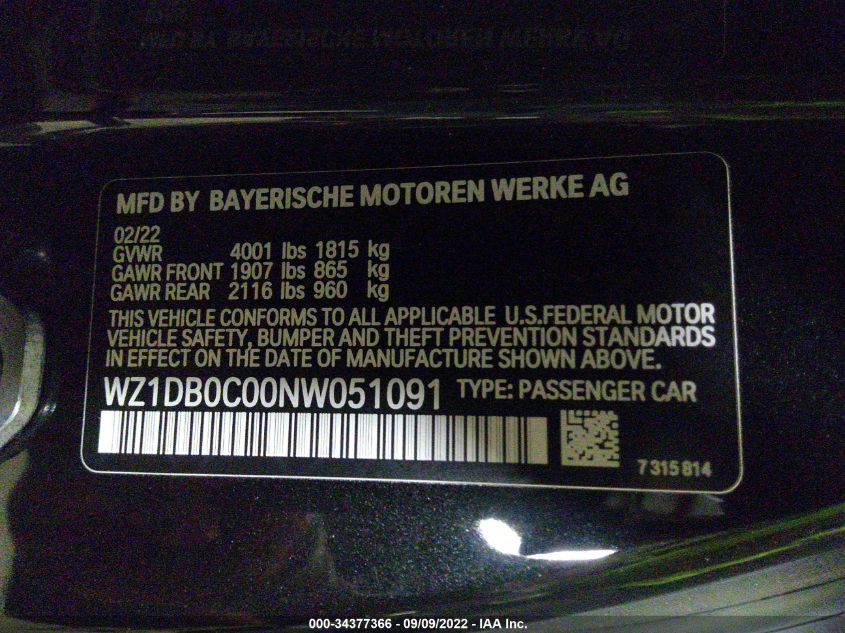 MFD BY BAYERISCHE MOTOREN WERKE AG
02/22
GVWR 4001 lbs 1815 kg
GAWR FRONT 1907 lbs 865 kg
GAWR REAR 2116 lbs 960 kg
THIS VEHICLE CONFORMS TO ALL APPLICABLE U.S.FEDERAL MOTOR
VEHICLE SAFETY, BUMPER AND THEFT PREVENTION STANDARDS
IN EFFECT ON THE DATE OF MANUFACTURE SHOWN ABOVE.
WZ1DB0C00NW051091 TYPE: PASSENGER CAR
7315814
000-34377366 - 09/09/2022 - IAA Inc.